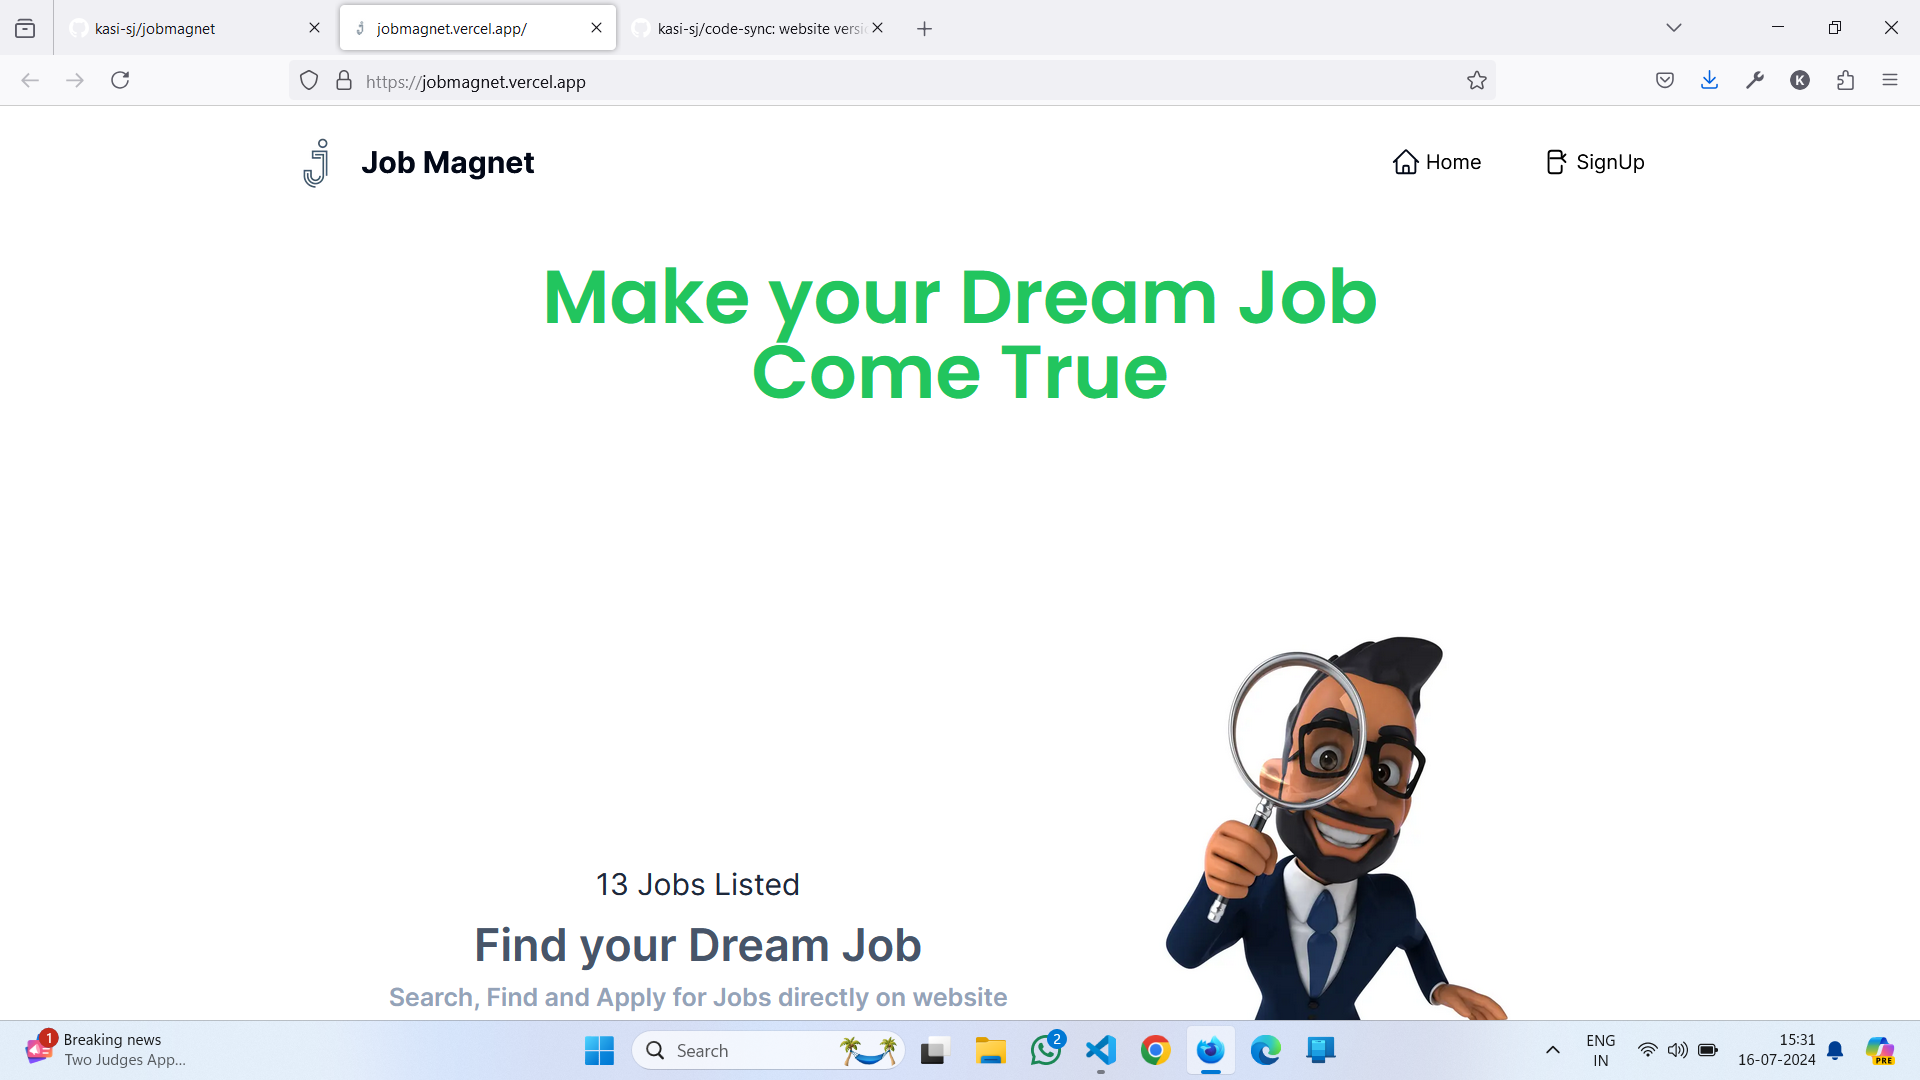 kasi-sj/jobmagnet
jobmagnet.vercel.app/
kasi-sj/code-sync: website versi
https://jobmagnet.vercel.app
K
Job Magnet
Home
SignUp
Make your Dream Job
Come True
13 Jobs Listed
Find your Dream Job
Search, Find and Apply for Jobs directly on website
1
Breaking news
Two Judges App...
Search
2
ENG
IN
15:31
16-07-2024
PRE